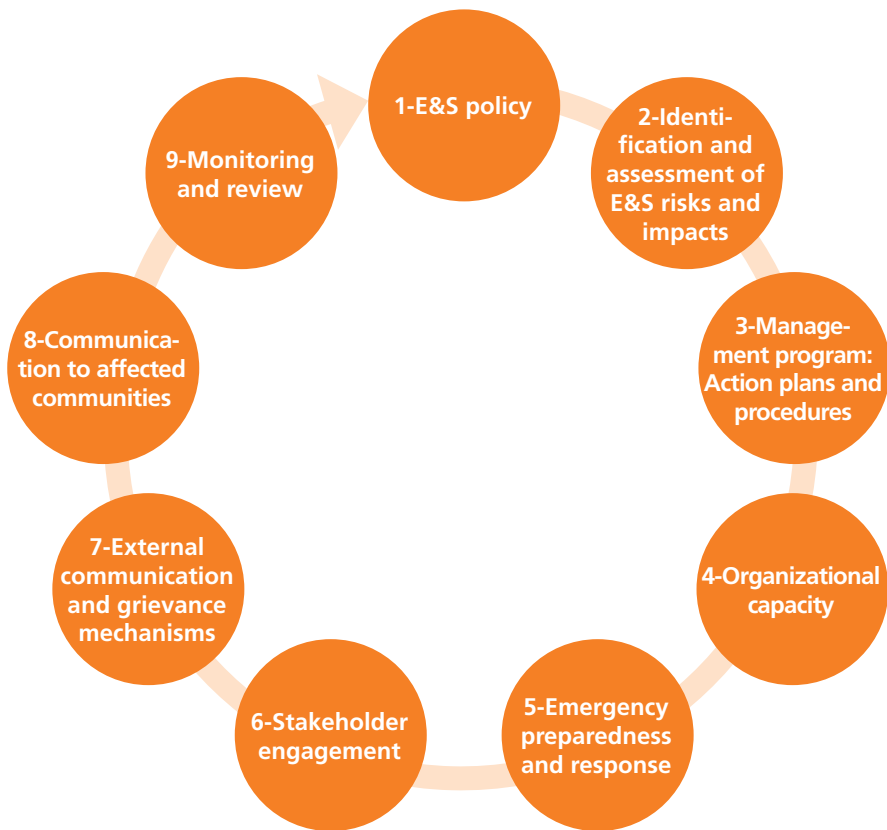 1-E&S policy
2-Identi-
fication and
assessment of
E&S risks and
impacts
3-Manage-
ment program:
Action plans and
procedures
4-Organizational
capacity
5-Emergency
preparedness
and response
6-Stakeholder
engagement
7-External
communication
and grievance
mechanisms
8-Communica-
tion to affected
communities
9-Monitoring
and review